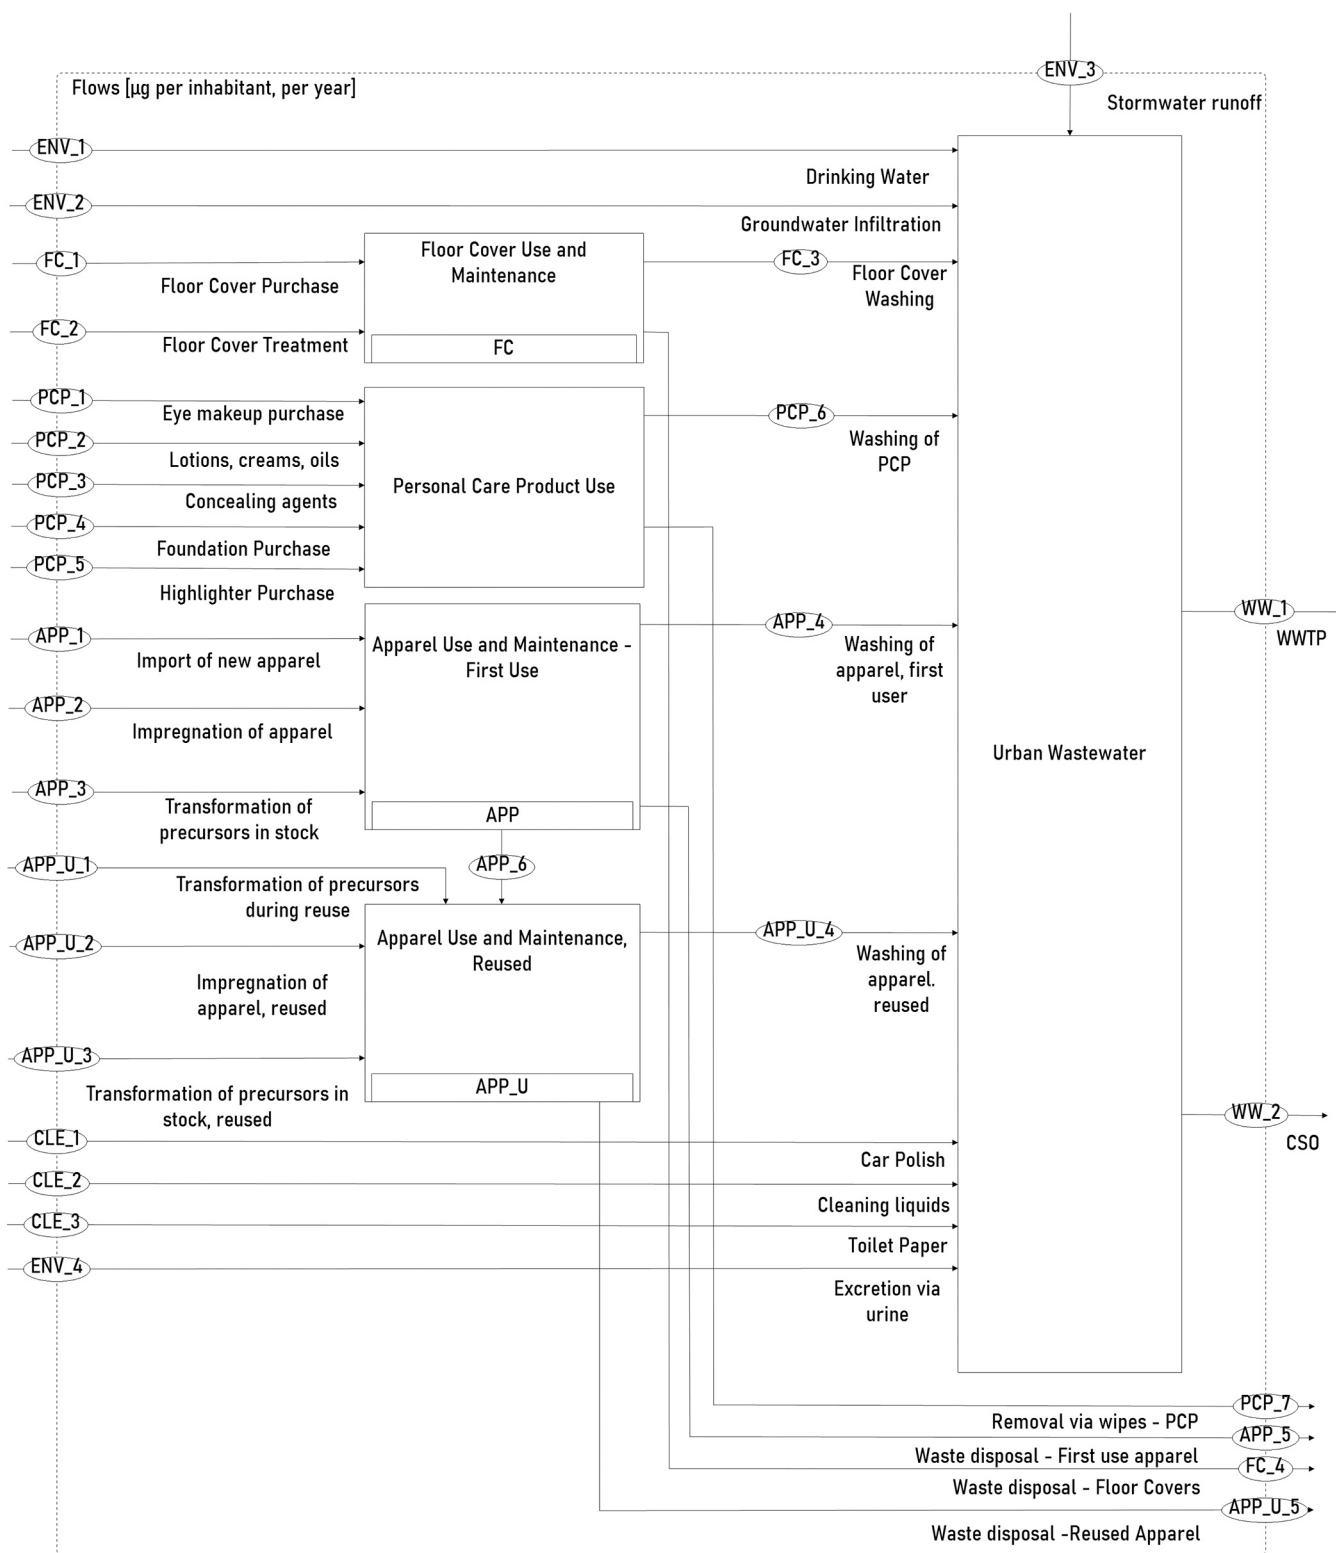 ENV_3
Flows [µg per inhabitant, per year]
Stormwater runoff
ENV_1
Drinking Water
ENV_2
Groundwater Infiltration
FC_1
Floor Cover Purchase
Floor Cover Use and
Maintenance
FC_3
Floor Cover
Washing
FC_2
Floor Cover Treatment
FC
PCP_1
Eye makeup purchase
PCP_2
Lotions, creams, oils
PCP_3
Concealing agents
PCP_4
Foundation Purchase
PCP_5
Highlighter Purchase
Personal Care Product Use
PCP_6
Washing of
PCP
APP_1
Import of new apparel
APP_2
Impregnation of apparel
APP_3
Transformation of
precursors in stock
Apparel Use and Maintenance -
First Use
APP
APP_4
Washing of
apparel, first
user
WW_1
WWTP
Urban Wastewater
APP_6
APP_U_1
Transformation of precursors
during reuse
APP_U_2
Impregnation of
apparel, reused
APP_U_3
Transformation of precursors in
stock, reused
Apparel Use and Maintenance,
Reused
APP_U
APP_U_4
Washing of
apparel.
reused
WW_2
CSO
CLE_1
Car Polish
CLE_2
Cleaning liquids
CLE_3
Toilet Paper
ENV_4
Excretion via
urine
PCP_7
Removal via wipes - PCP
APP_5
Waste disposal - First use apparel
FC_4
Waste disposal - Floor Covers
APP_U_5
Waste disposal -Reused Apparel